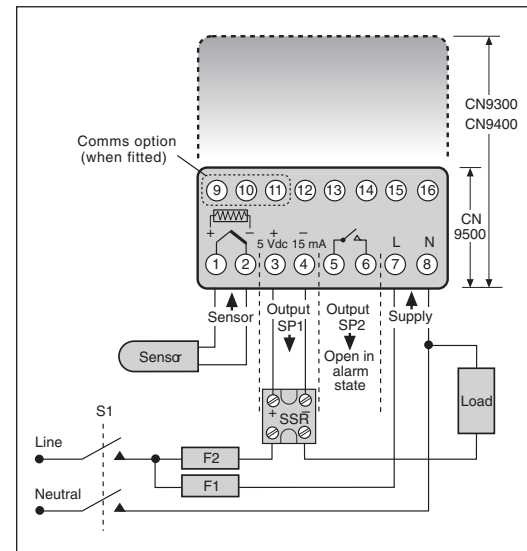 CN9300
CN9400
Comms option
(when fitted)
9 10 11 12 13 14 15 16
CN
9500
+ − + − L N
5 Vdc 15 mA
1 2 3 4 5 6 7 8
Sensor
Output
SP1
Output
SP2
Supply
Open in
alarm
state
Sensor
+ −
SSR
Load
S1
Line
F2
F1
Neutral